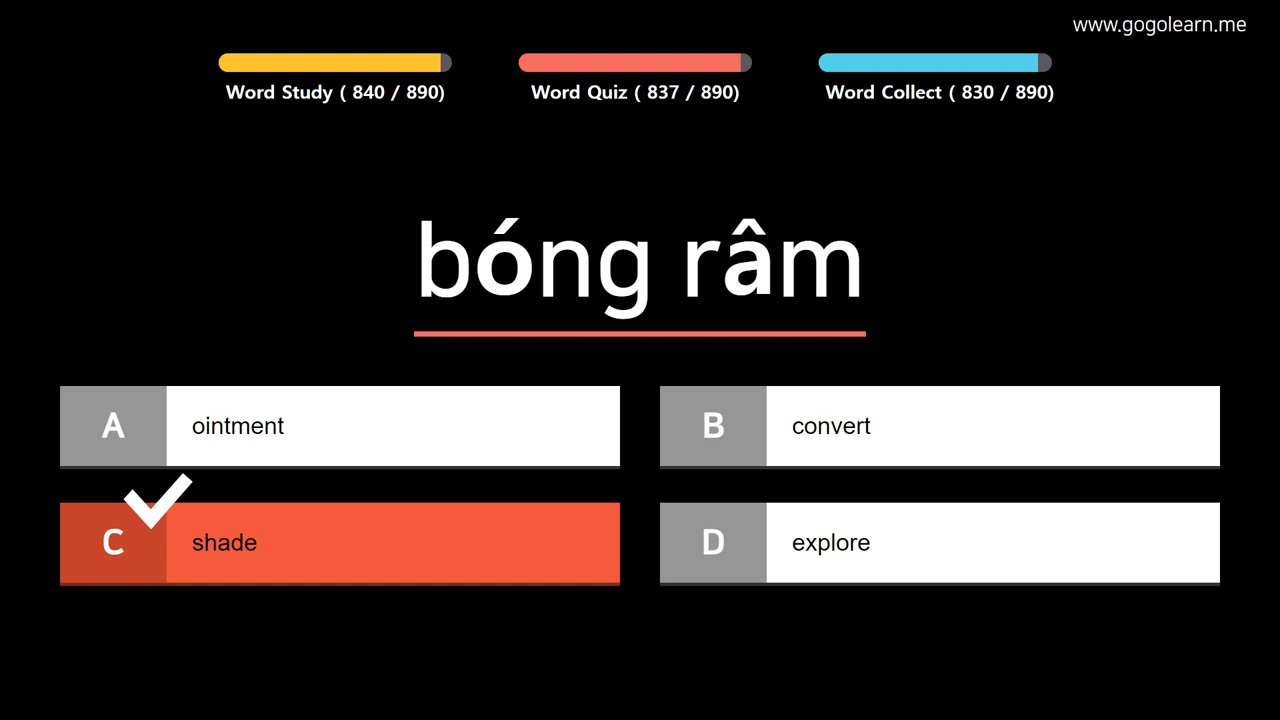 www.gogolearn.me
Word Study ( 840 / 890)
Word Quiz ( 837 / 890)
Word Collect ( 830 / 890)
bóng râm
A ointment
B convert
C shade
D explore